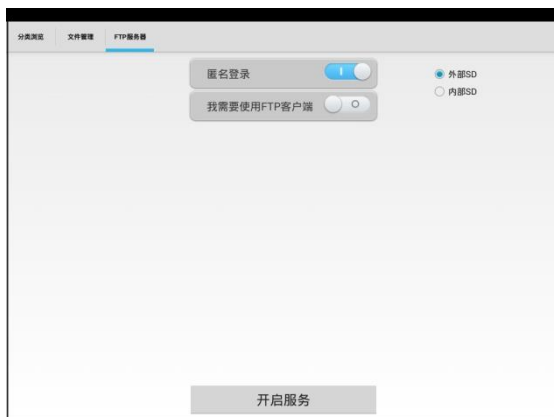 分类浏览 文件管理 FTP服务器
匿名登录
外部SD
内部SD
我需要使用FTP客户端
开启服务